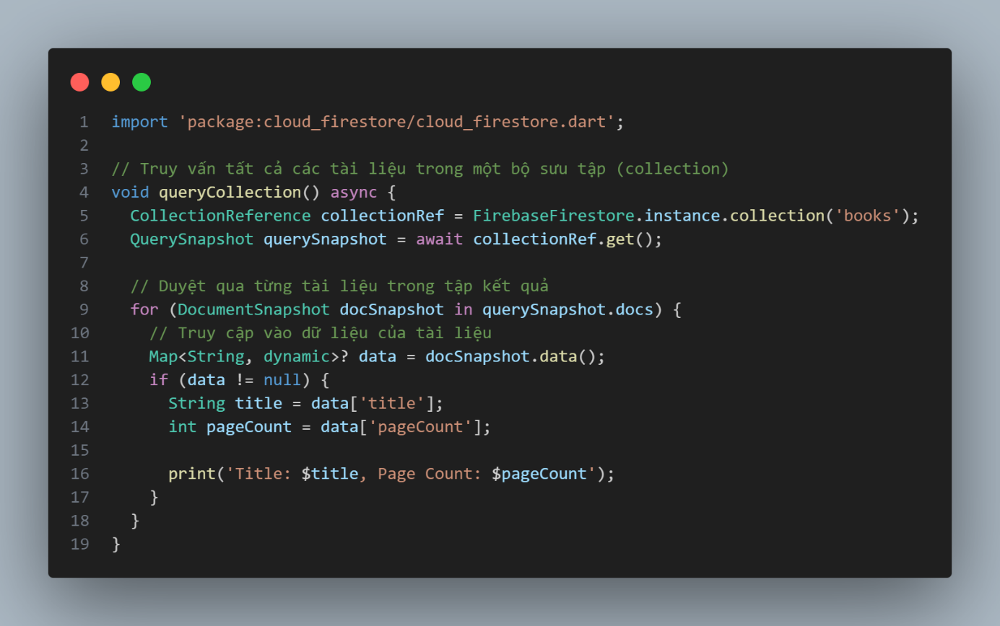 1 import 'package:cloud_firestore/cloud_firestore.dart';
2
3 // Truy vấn tất cả các tài liệu trong một bộ sưu tập (collection)
4 void queryCollection() async {
5   CollectionReference collectionRef = FirebaseFirestore.instance.collection('books');
6   QuerySnapshot querySnapshot = await collectionRef.get();
7
8   // Duyệt qua từng tài liệu trong tập kết quả
9   for (DocumentSnapshot docSnapshot in querySnapshot.docs) {
10     // Truy cập vào dữ liệu của tài liệu
11     Map<String, dynamic>? data = docSnapshot.data();
12     if (data != null) {
13       String title = data['title'];
14       int pageCount = data['pageCount'];
15
16       print('Title: $title, Page Count: $pageCount');
17     }
18   }
19 }